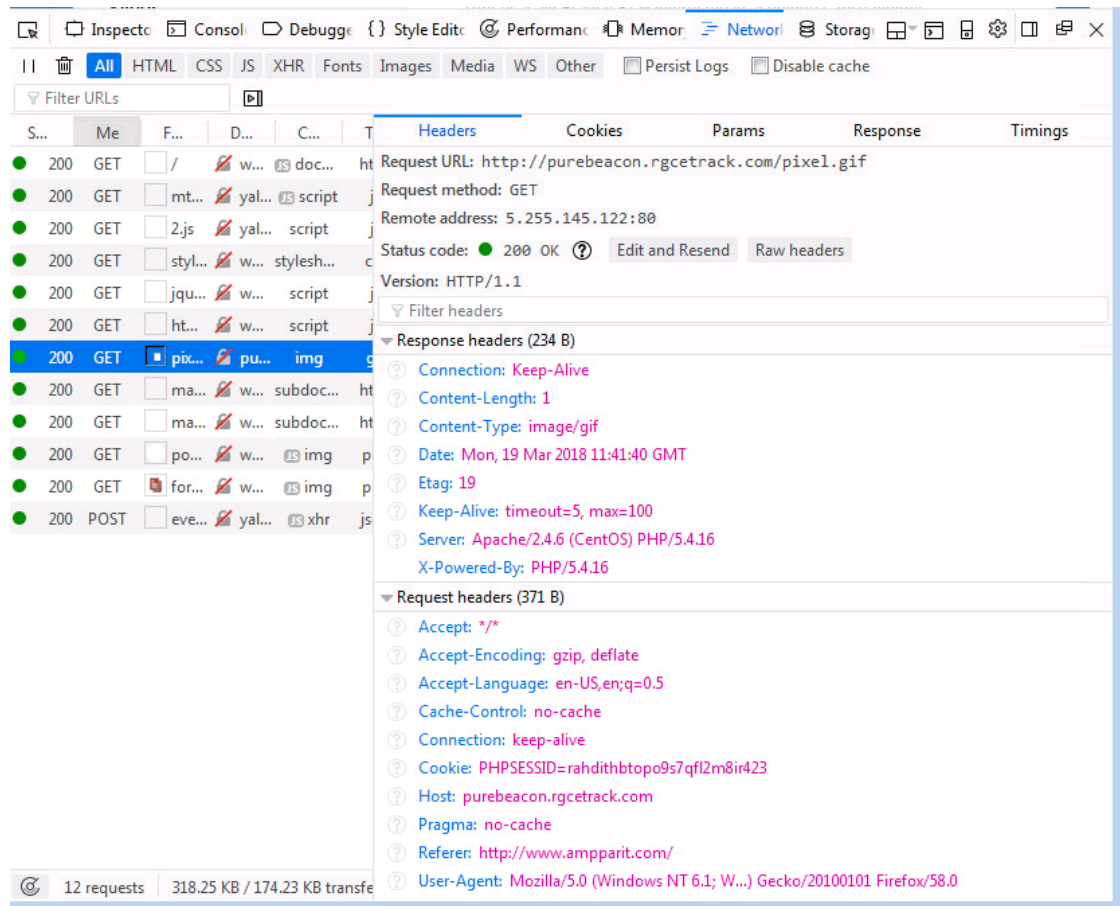 Inspecto Consol Debugge { } Style Edito Performanc Memor Networl Storag
All HTML CSS JS XHR Fonts Images Media WS Other Persist Logs Disable cache
Filter URLs
S... Me F... D... C... T
200 GET / w... JS doc... ht
200 GET mt... yal... JS script j
200 GET 2.js yal... script j
200 GET styl... w... stylesh... c
200 GET jqu... w... script j
200 GET ht... w... script j
200 GET pix... pu... img g
200 GET ma... w... subdoc... ht
200 GET ma... w... subdoc... ht
200 GET po... w... JS img p
200 GET for... w... JS img p
200 POST eve... yal... JS xhr js
12 requests 318.25 KB / 174.23 KB transfe
Headers Cookies Params Response Timings
Request URL: http://purebeacon.rgcetrack.com/pixel.gif
Request method: GET
Remote address: 5.255.145.122:80
Status code: 200 OK ? Edit and Resend Raw headers
Version: HTTP/1.1
Filter headers
Response headers (234 B)
? Connection: Keep-Alive
? Content-Length: 1
? Content-Type: image/gif
? Date: Mon, 19 Mar 2018 11:41:40 GMT
? Etag: 19
? Keep-Alive: timeout=5, max=100
? Server: Apache/2.4.6 (CentOS) PHP/5.4.16
X-Powered-By: PHP/5.4.16
Request headers (371 B)
? Accept: */*
? Accept-Encoding: gzip, deflate
? Accept-Language: en-US,en;q=0.5
? Cache-Control: no-cache
? Connection: keep-alive
? Cookie: PHPSESSID=rahdithbtopo9s7qfl2m8ir423
? Host: purebeacon.rgcetrack.com
? Pragma: no-cache
? Referer: http://www.ampparit.com/
? User-Agent: Mozilla/5.0 (Windows NT 6.1; W...) Gecko/20100101 Firefox/58.0